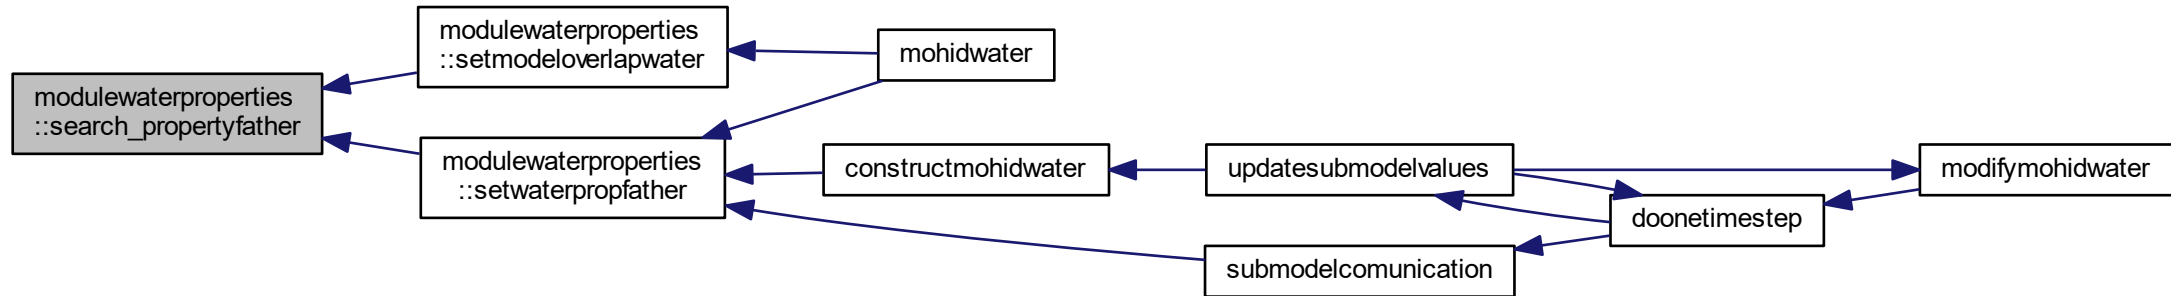 modulewaterproperties
::search_propertyfather
modulewaterproperties
::setmodeloverlapwater
modulewaterproperties
::setwaterpropfather
mohidwater
constructmohidwater
updatesubmodelvalues
submodelcomunication
doonetimestep
modifymohidwater